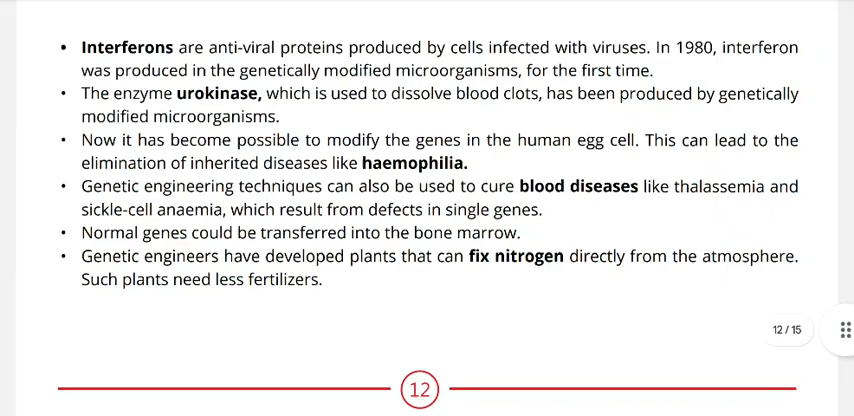 • Interferons are anti-viral proteins produced by cells infected with viruses. In 1980, interferon
was produced in the genetically modified microorganisms, for the first time.
• The enzyme urokinase, which is used to dissolve blood clots, has been produced by genetically
modified microorganisms.
• Now it has become possible to modify the genes in the human egg cell. This can lead to the
elimination of inherited diseases like haemophilia.
• Genetic engineering techniques can also be used to cure blood diseases like thalassemia and
sickle-cell anaemia, which result from defects in single genes.
• Normal genes could be transferred into the bone marrow.
• Genetic engineers have developed plants that can fix nitrogen directly from the atmosphere.
Such plants need less fertilizers.
12 / 15
12